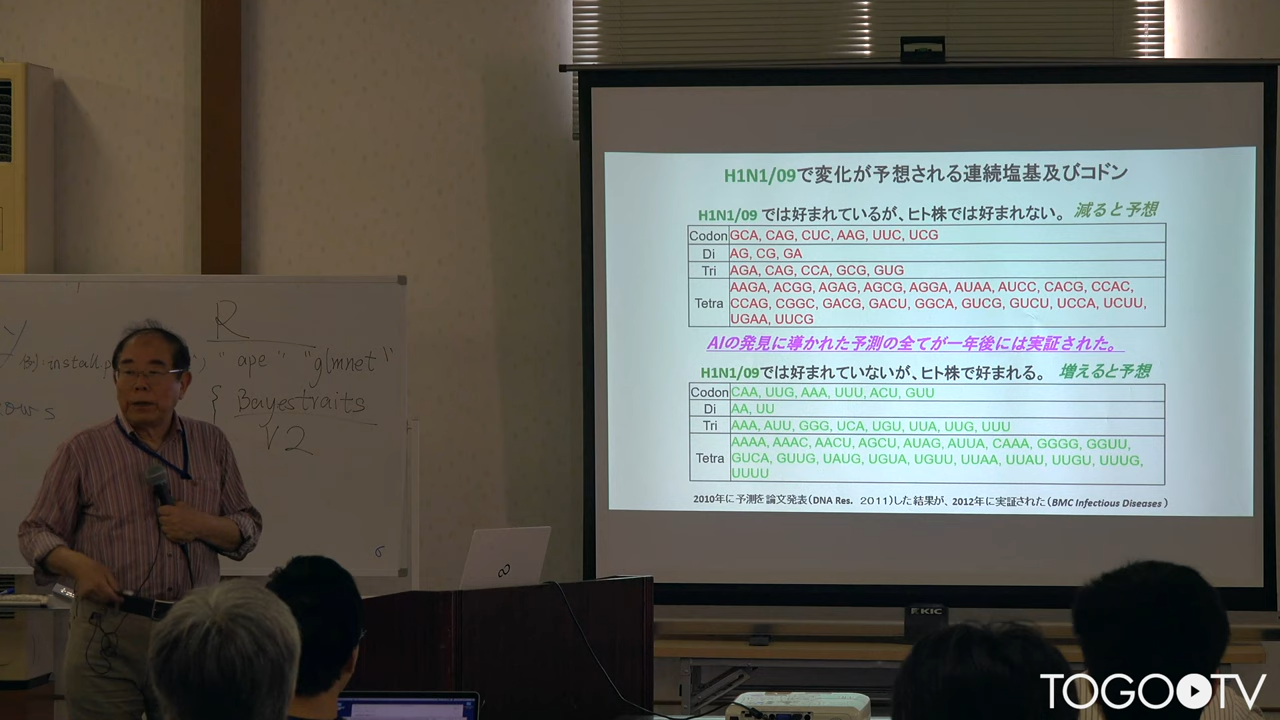 H1N1/09で変化が予想される連続塩基及びコドン
H1N1/09 では好まれているが、ヒト株では好まれない。 減ると予想
Codon GCA, CAG, CUC, AAG, UUC, UCG
Di AG, CG, GA
Tri AGA, CAG, CCA, GCG, GUG
Tetra AAGA, ACGG, AGAG, AGCG, AGGA, AUAA, AUCC, CACG, CCAC,
CCAG, CGGC, GACG, GACU, GGCA, GUCG, GUCU, UCCA, UCUU,
UGAA, UUCG
AIの発見に導かれた予測の全てが一年後には実証された。
H1N1/09では好まれていないが、ヒト株で好まれる。 増えると予想
Codon CAA, UUG, AAA, UUU, ACU, GUU
Di AA, UU
Tri AAA, AUU, GGG, UCA, UGU, UUA, UUG, UUU
Tetra AAAA, AAAC, AACU, AGCU, AUAG, AUUA, CAAA, GGGG, GGUU,
GUCA, GUUG, UAUG, UGUA, UGUU, UUAA, UUAU, UUGU, UUUG,
UUUU
2010年に予測を論文発表(DNA Res. 2011)した結果が、2012年に実証された(BMC Infectious Diseases)
R
install.p " ape " "glmnet"
Bayestraits
V2
KIC
TOGO TV